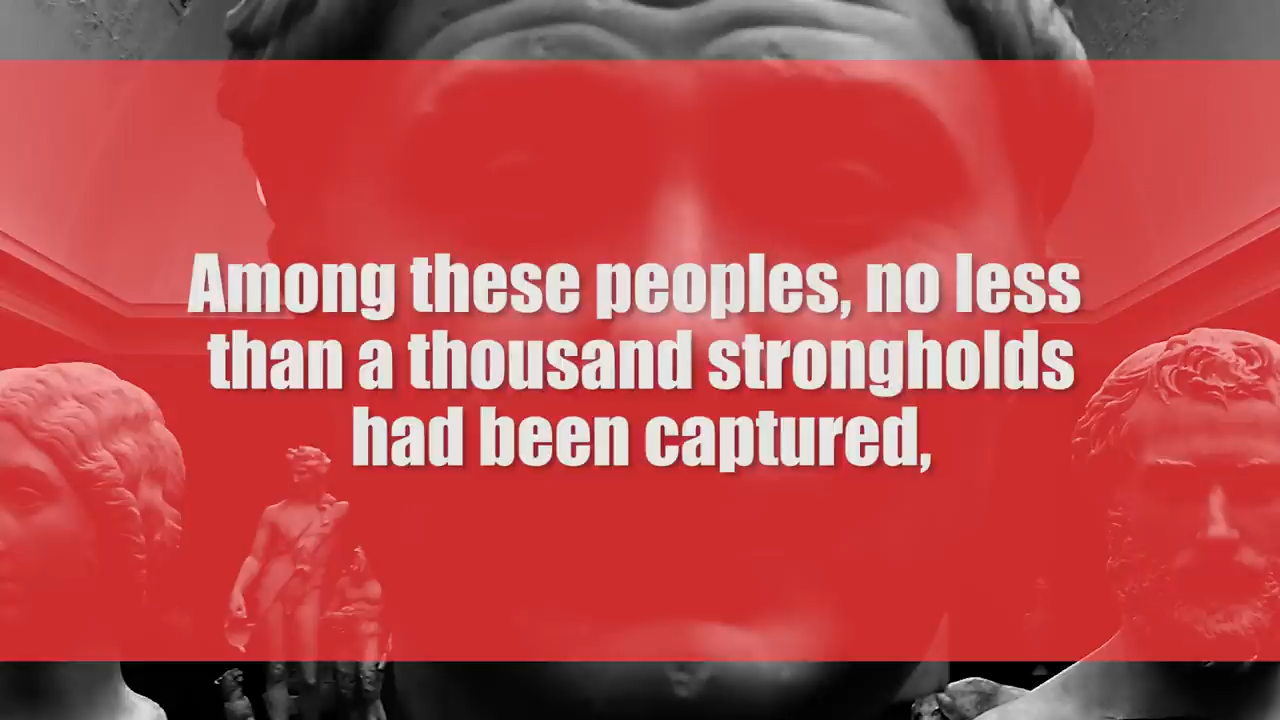 Among these peoples, no less
than a thousand strongholds
had been captured,